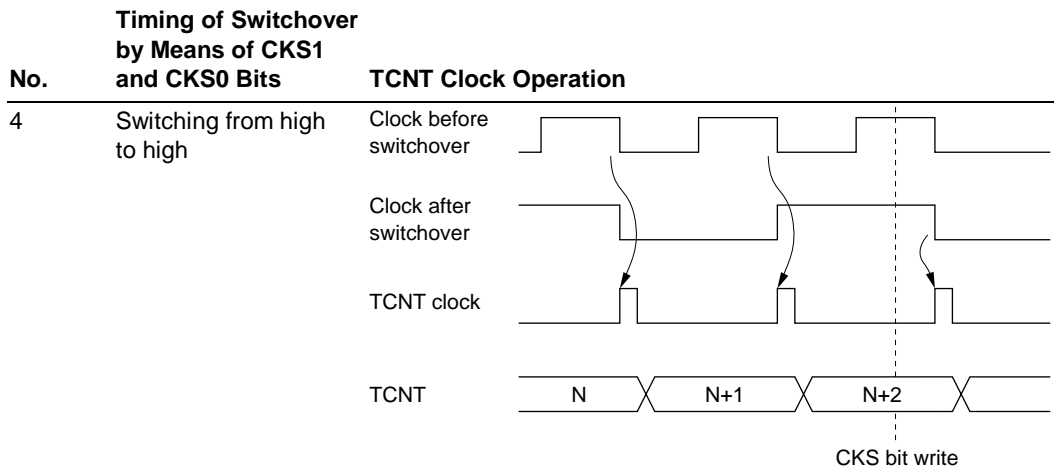 Timing of Switchover
by Means of CKS1
No. and CKS0 Bits TCNT Clock Operation
4 Switching from high
to high
Clock before
switchover
Clock after
switchover
TCNT clock
TCNT N N+1 N+2
CKS bit write